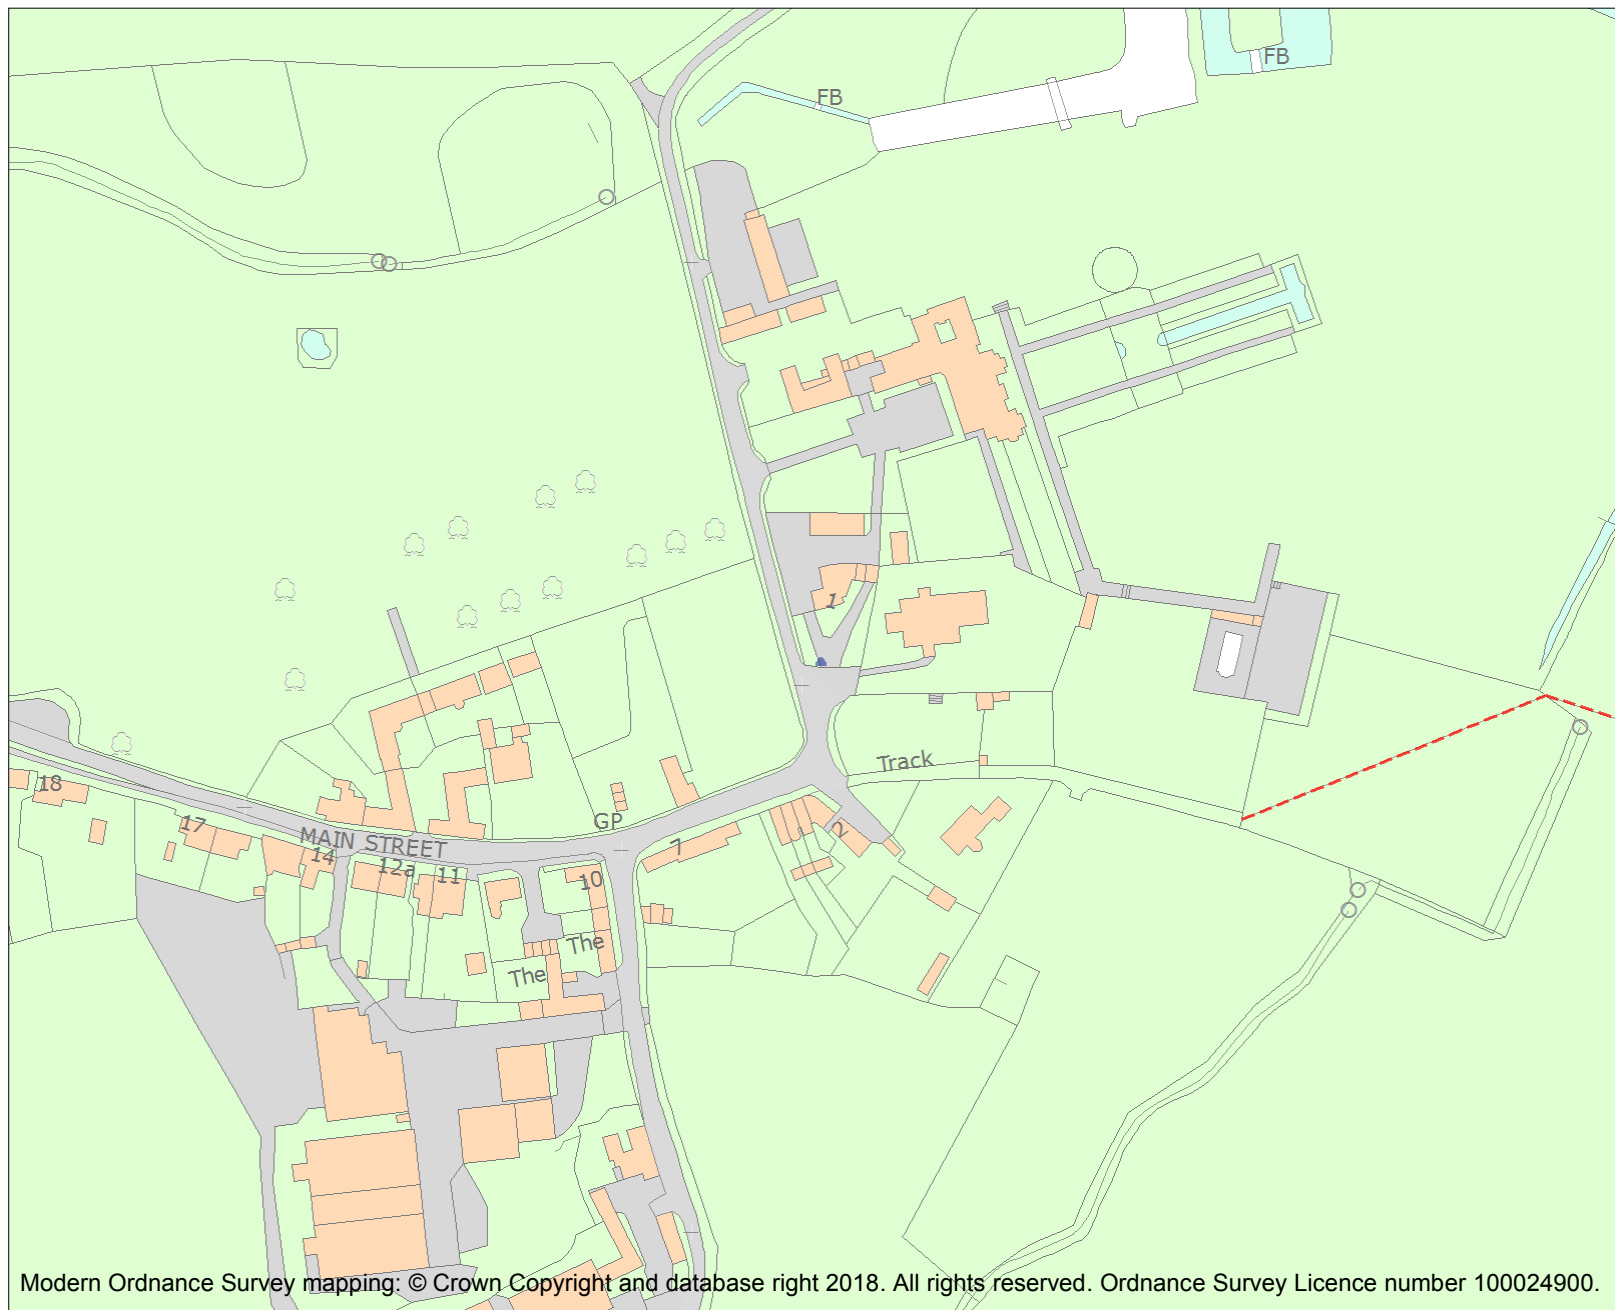 FB
FB
1
Track
18
17
GP
2
MAIN STREET
7
14
12a
11
10
The
The
Modern Ordnance Survey mapping: © Crown Copyright and database right 2018. All rights reserved. Ordnance Survey Licence number 100024900.